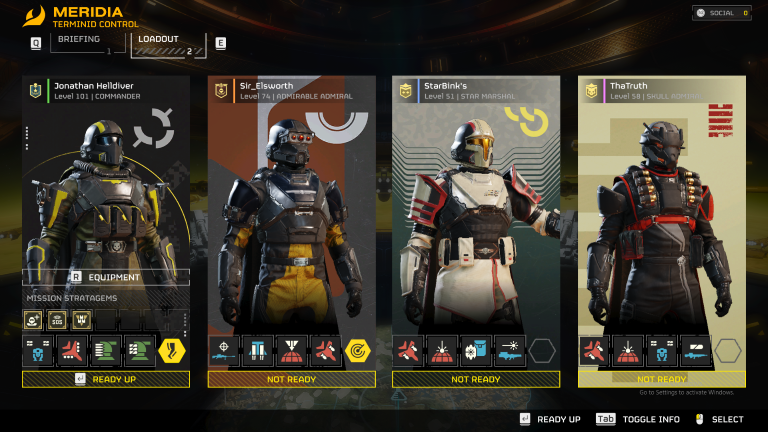 MERIDIA
TERMINID CONTROL
SOCIAL 0
Q BRIEFING 1 LOADOUT 2 E
Jonathan Helldiver
Level 101 | COMMANDER
Sir_Elsworth
Level 74 | ADMIRABLE ADMIRAL
StarBink's
Level 51 | STAR MARSHAL
ThaTruth
Level 58 | SKULL ADMIRAL
R EQUIPMENT
MISSION STRATAGEMS
SOS
READY UP
NOT READY
NOT READY
NOT READY
Go to Settings to activate Windows.
READY UP Tab TOGGLE INFO SELECT